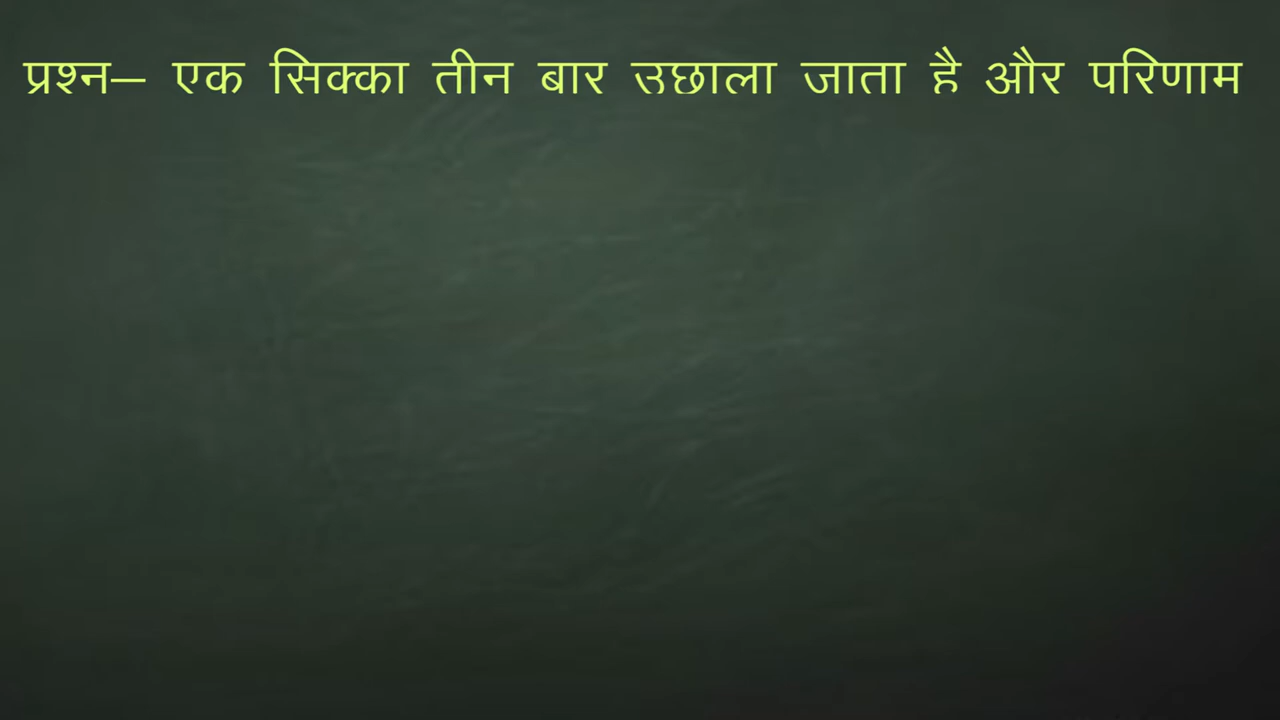 प्रश्न– एक सिक्का तीन बार उछाला जाता है और परिणाम